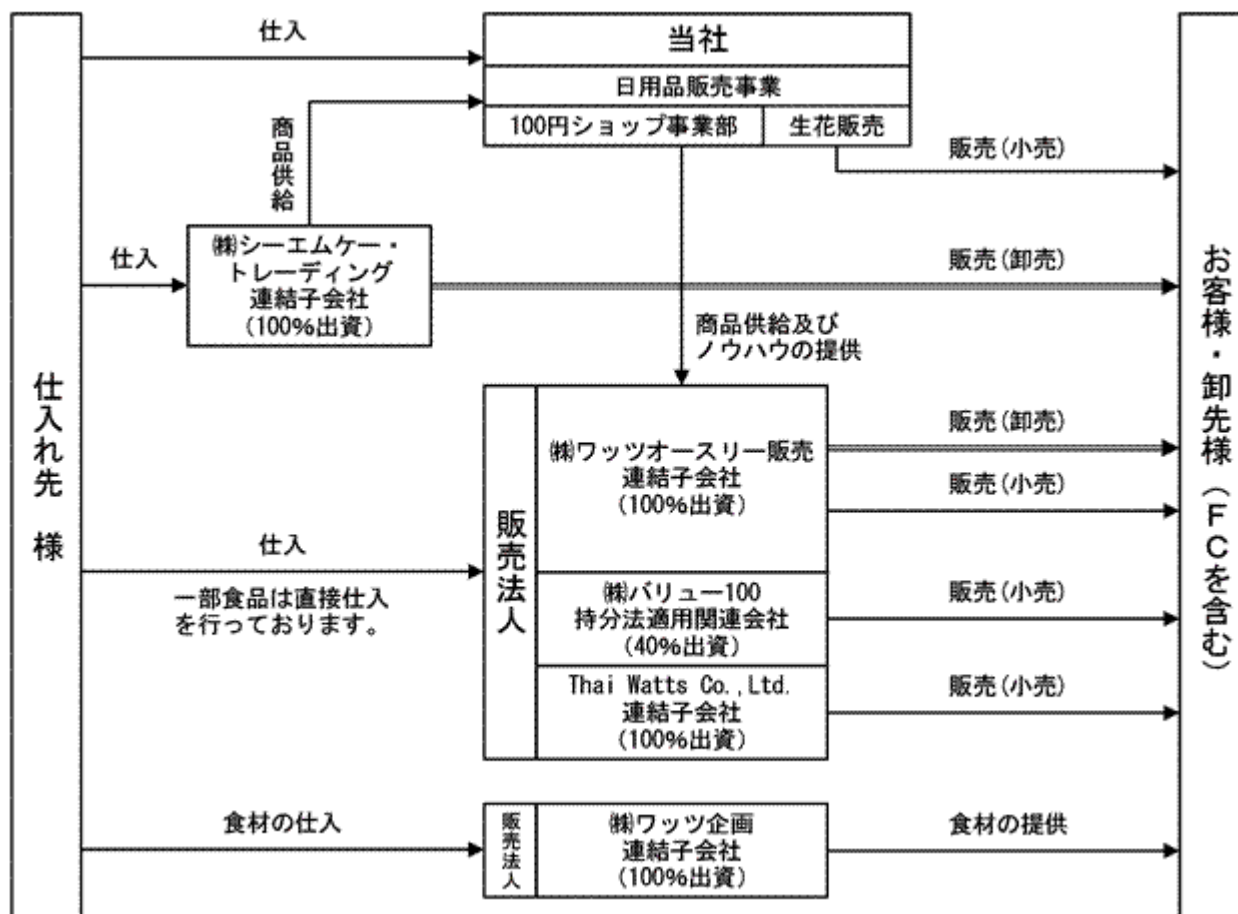 仕入
当社
日用品販売事業
100円ショップ事業部
生花販売
商品供給
販売(小売)
仕入
㈱シーエムケー・
トレーディング
連結子会社
(100%出資)
販売(卸売)
商品供給及び
ノウハウの提供
仕入れ先 様
お客様・卸先様(FCを含む)
販売法人
㈱ワッツオースリー販売
連結子会社
(100%出資)
販売(卸売)
販売(小売)
仕入
一部食品は直接仕入
を行っております。
㈱バリュー100
持分法適用関連会社
(40%出資)
販売(小売)
Thai Watts Co.,Ltd.
連結子会社
(100%出資)
販売(小売)
食材の仕入
販売法人
㈱ワッツ企画
連結子会社
(100%出資)
食材の提供